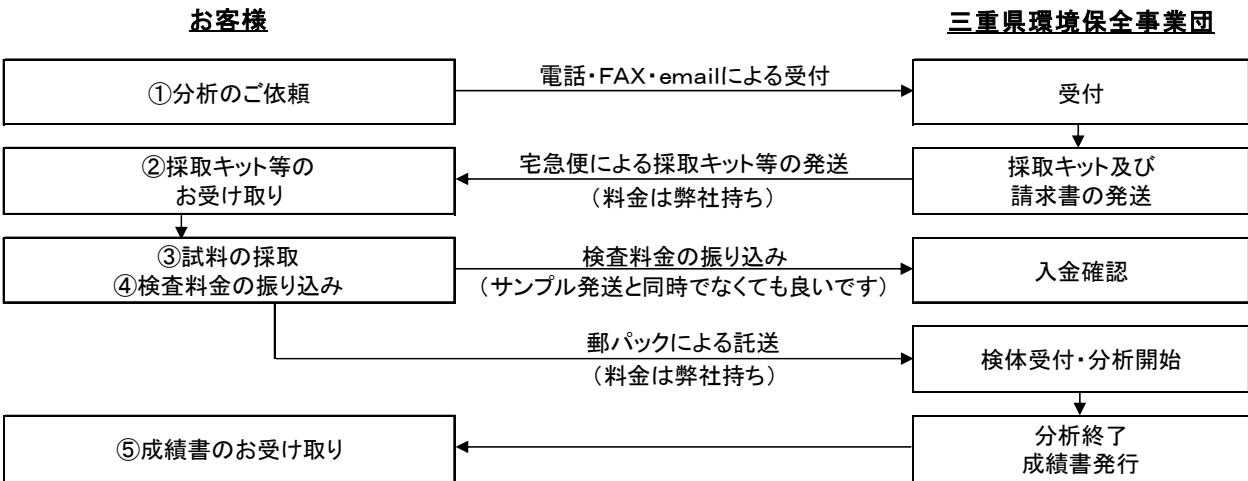 お客様
三重県環境保全事業団
①分析のご依頼
電話・FAX・emailによる受付
受付
②採取キット等の
お受け取り
宅急便による採取キット等の発送
（料金は弊社持ち）
採取キット及び
請求書の発送
③試料の採取
④検査料金の振り込み
検査料金の振り込み
（サンプル発送と同時でなくても良いです）
入金確認
郵パックによる託送
（料金は弊社持ち）
検体受付・分析開始
⑤成績書のお受け取り
分析終了
成績書発行